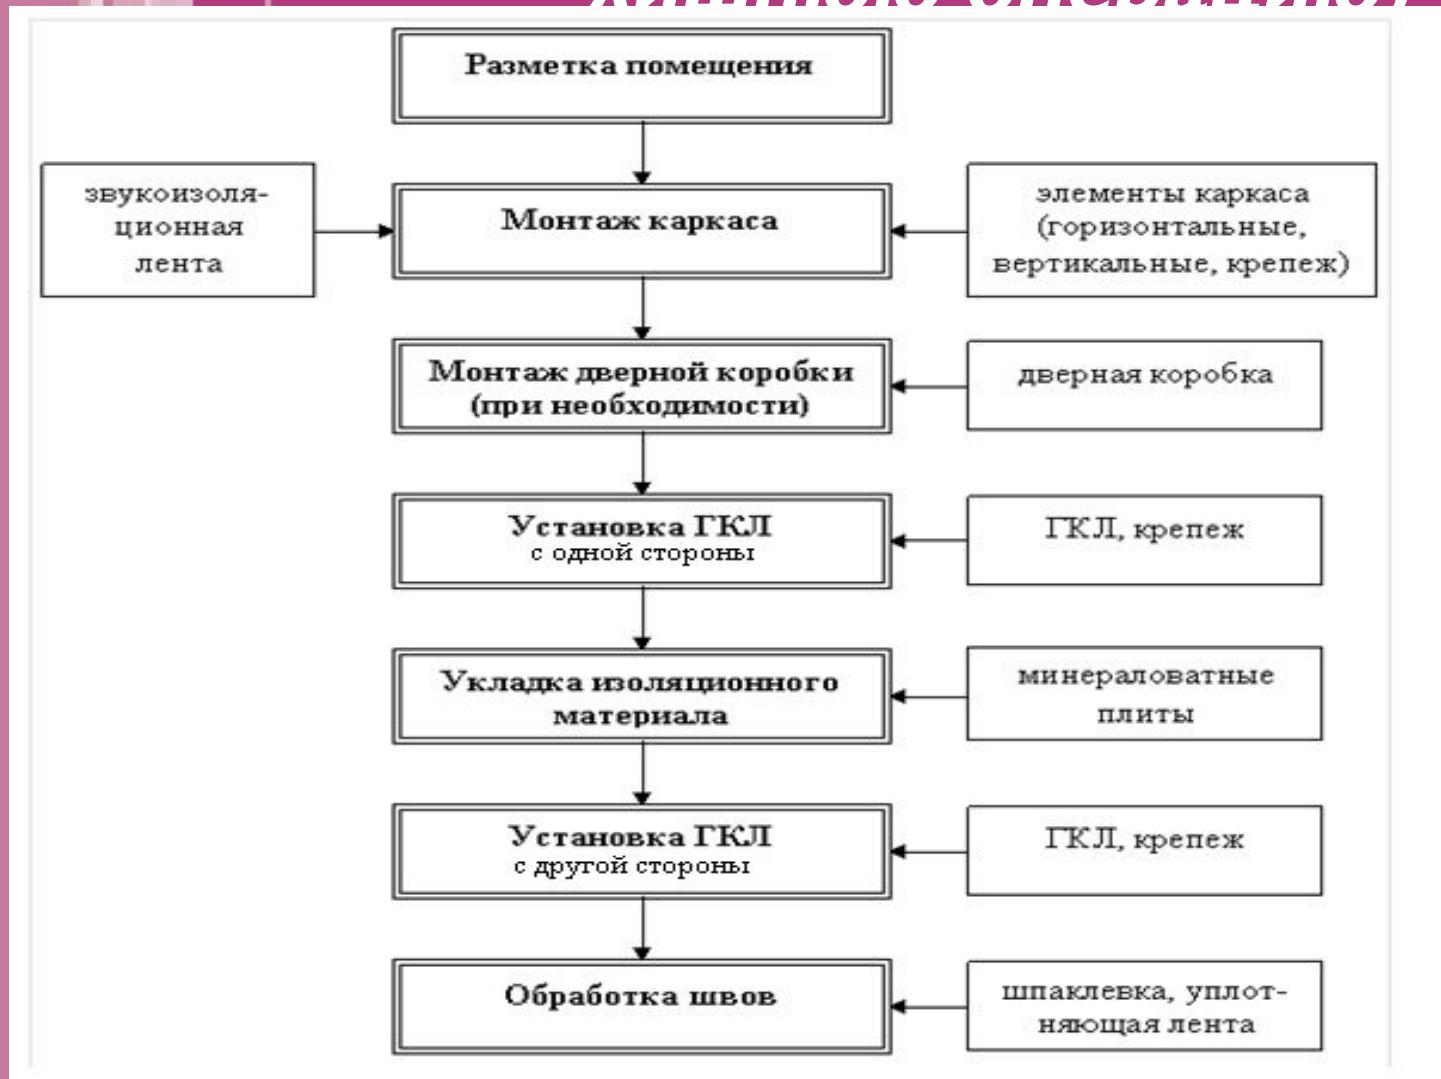 Разметка помещения
звукоизоля-
ционная
лента
Монтаж каркаса
элементы каркаса
(горизонтальные,
вертикальные, крепеж)
Монтаж дверной коробки
(при необходимости)
дверная коробка
Установка ГКЛ
с одной стороны
ГКЛ, крепеж
Укладка изоляционного
материала
минераловатные
плиты
Установка ГКЛ
с другой стороны
ГКЛ, крепеж
Обработка швов
шпаклевка, уплот-
няющая лента